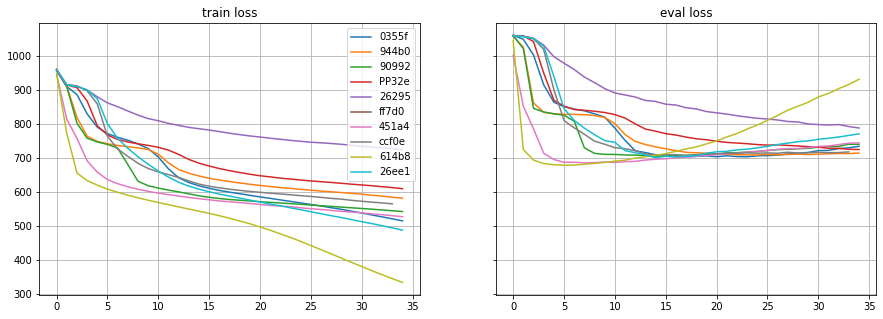 train loss
eval loss
0355f
944b0
90992
PP32e
26295
ff7d0
451a4
ccf0e
614b8
26ee1
1000
900
800
700
600
500
400
300
0 5 10 15 20 25 30 35
0 5 10 15 20 25 30 35